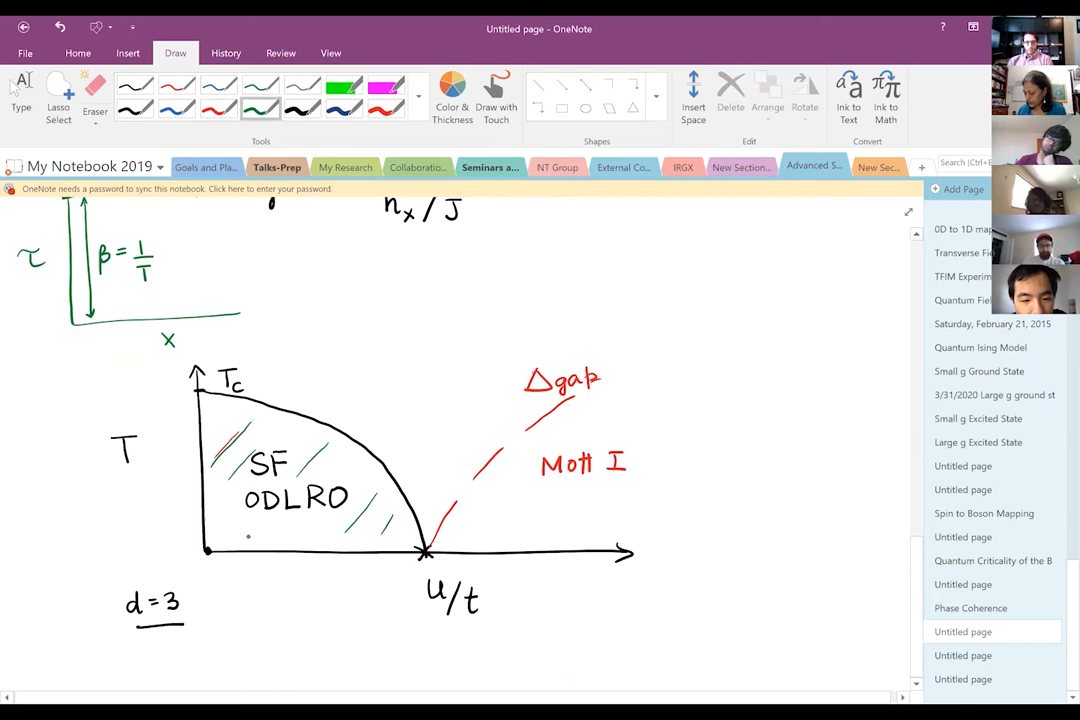 Untitled page - OneNote
?
File Home Insert Draw History Review View
Type
Lasso Select
Eraser
Color & Thickness
Draw with Touch
Insert Space
Delete
Arrange
Rotate
Ink to Text
Ink to Math
Tools
Shapes
Edit
Convert
My Notebook 2019
Goals and Pla...
Talks-Prep
My Research
Collaboratio...
Seminars a...
NT Group
External Co...
IRGX
New Section...
Advanced S...
New Sec...
Search (Ctrl+E
OneNote needs a password to sync this notebook. Click here to enter your password.
Add Page
0D to 1D map
Transverse Fie
TFIM Experim
Quantum Fiel
Saturday, February 21, 2015
Quantum Ising Model
Small g Ground State
3/31/2020 Large g ground st
Small g Excited State
Large g Excited State
Untitled page
Untitled page
Spin to Boson Mapping
Untitled page
Quantum Criticality of the B
Untitled page
Phase Coherence
Untitled page
Untitled page
Untitled page
nx / J
τ
β = 1/T
x
Tc
Δgap
T
SF
ODLRO
Mott I
U/t
d=3